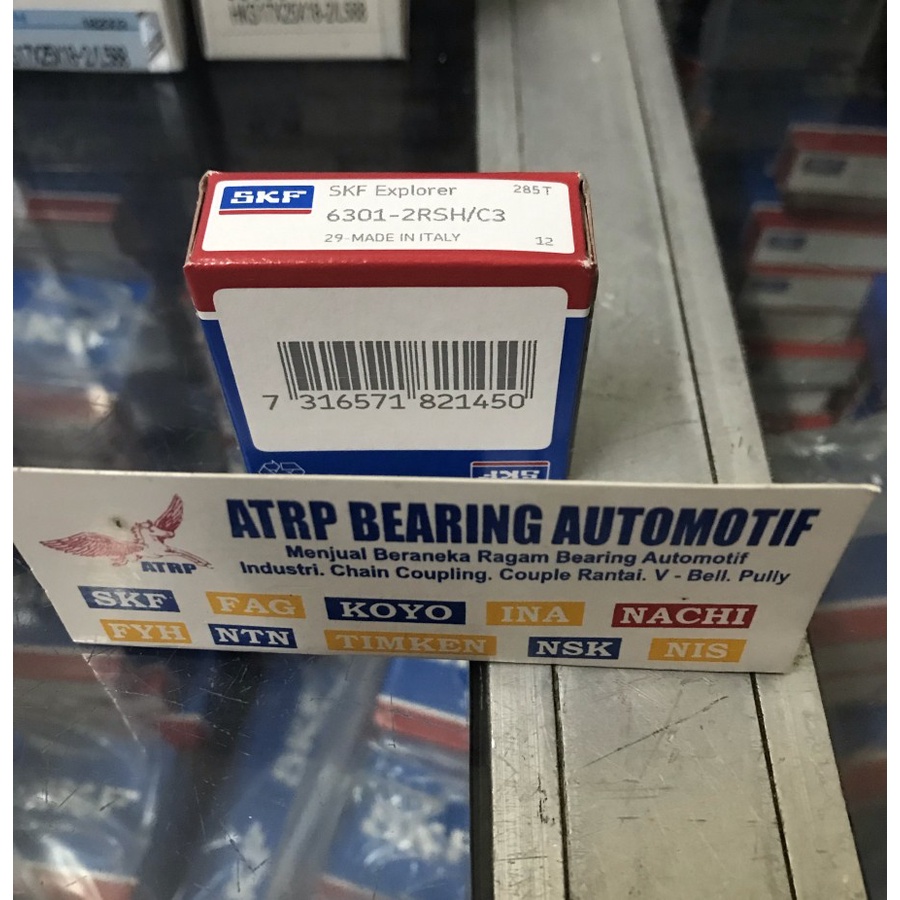 SKF
SKF Explorer
285T
6301-2RSH/C3
29-MADE IN ITALY
12
7 316571 821450
SKF
ATRP
ATRP BEARING AUTOMOTIF
Menjual Beraneka Ragam Bearing Automotif
Industri. Chain Coupling. Couple Rantai. V - Bell. Pully
SKF FAG KOYO INA NACHI
FYH NTN TIMKEN NSK NIS